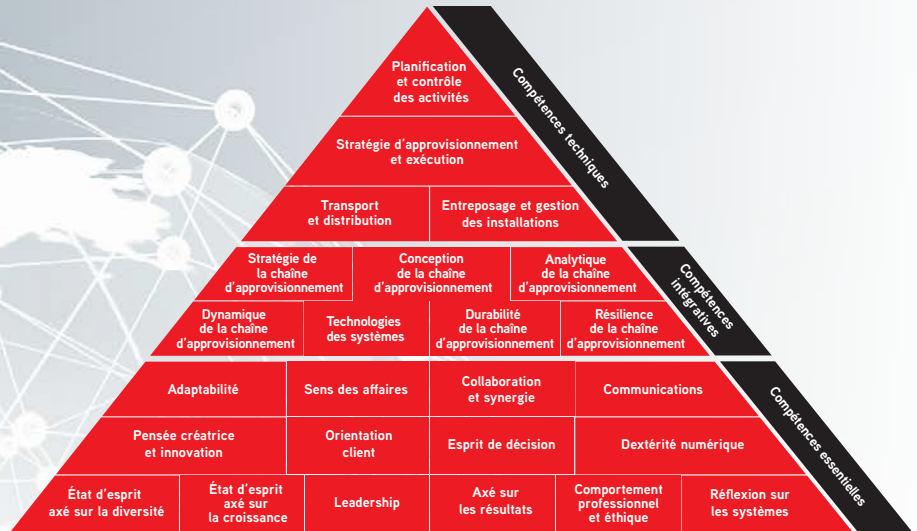 Planification
et contrôle
des activités
Compétences techniques
Stratégie d'approvisionnement
et exécution
Transport
et distribution
Entreposage et gestion
des installations
Stratégie de
la chaîne
d'approvisionnement
Conception
de la chaîne
d'approvisionnement
Analytique
de la chaîne
d'approvisionnement
Compétences
intégratives
Dynamique
de la chaîne
d'approvisionnement
Technologies
des systèmes
Durabilité
de la chaîne
d'approvisionnement
Résilience
de la chaîne
d'approvisionnement
Adaptabilité
Sens des affaires
Collaboration
et synergie
Communications
Compétences essentielles
Pensée créatrice
et innovation
Orientation
client
Esprit de décision
Dextérité numérique
État d'esprit
axé sur la diversité
État d'esprit
axé sur
la croissance
Leadership
Axé sur
les résultats
Comportement
professionnel
et éthique
Réflexion sur
les systèmes